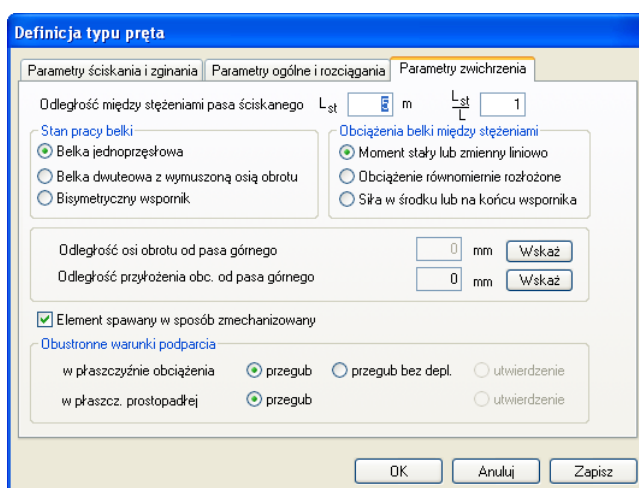 Definicja typu pręta
Parametry ściskania i zginania Parametry ogólne i rozciągania Parametry zwichrzenia
Odległość między stężeniami pasa ściskanego L st 5 m L st / L 1
Stan pracy belki Obciążenia belki między stężeniami
Belka jednoprzęsłowa Moment stały lub zmienny liniowo
Belka dwuteowa z wymuszoną osią obrotu Obciążenie równomiernie rozłożone
Bisymetryczny wspornik Siła w środku lub na końcu wspornika
Odległość osi obrotu od pasa górnego 0 mm Wskaż
Odległość przyłożenia obc. od pasa górnego 0 mm Wskaż
Element spawany w sposób zmechanizowany
Obustronne warunki podparcia
w płaszczyźnie obciążenia przegub przegub bez depl. utwierdzenie
w płaszcz. prostopadłej przegub utwierdzenie
OK Anuluj Zapisz